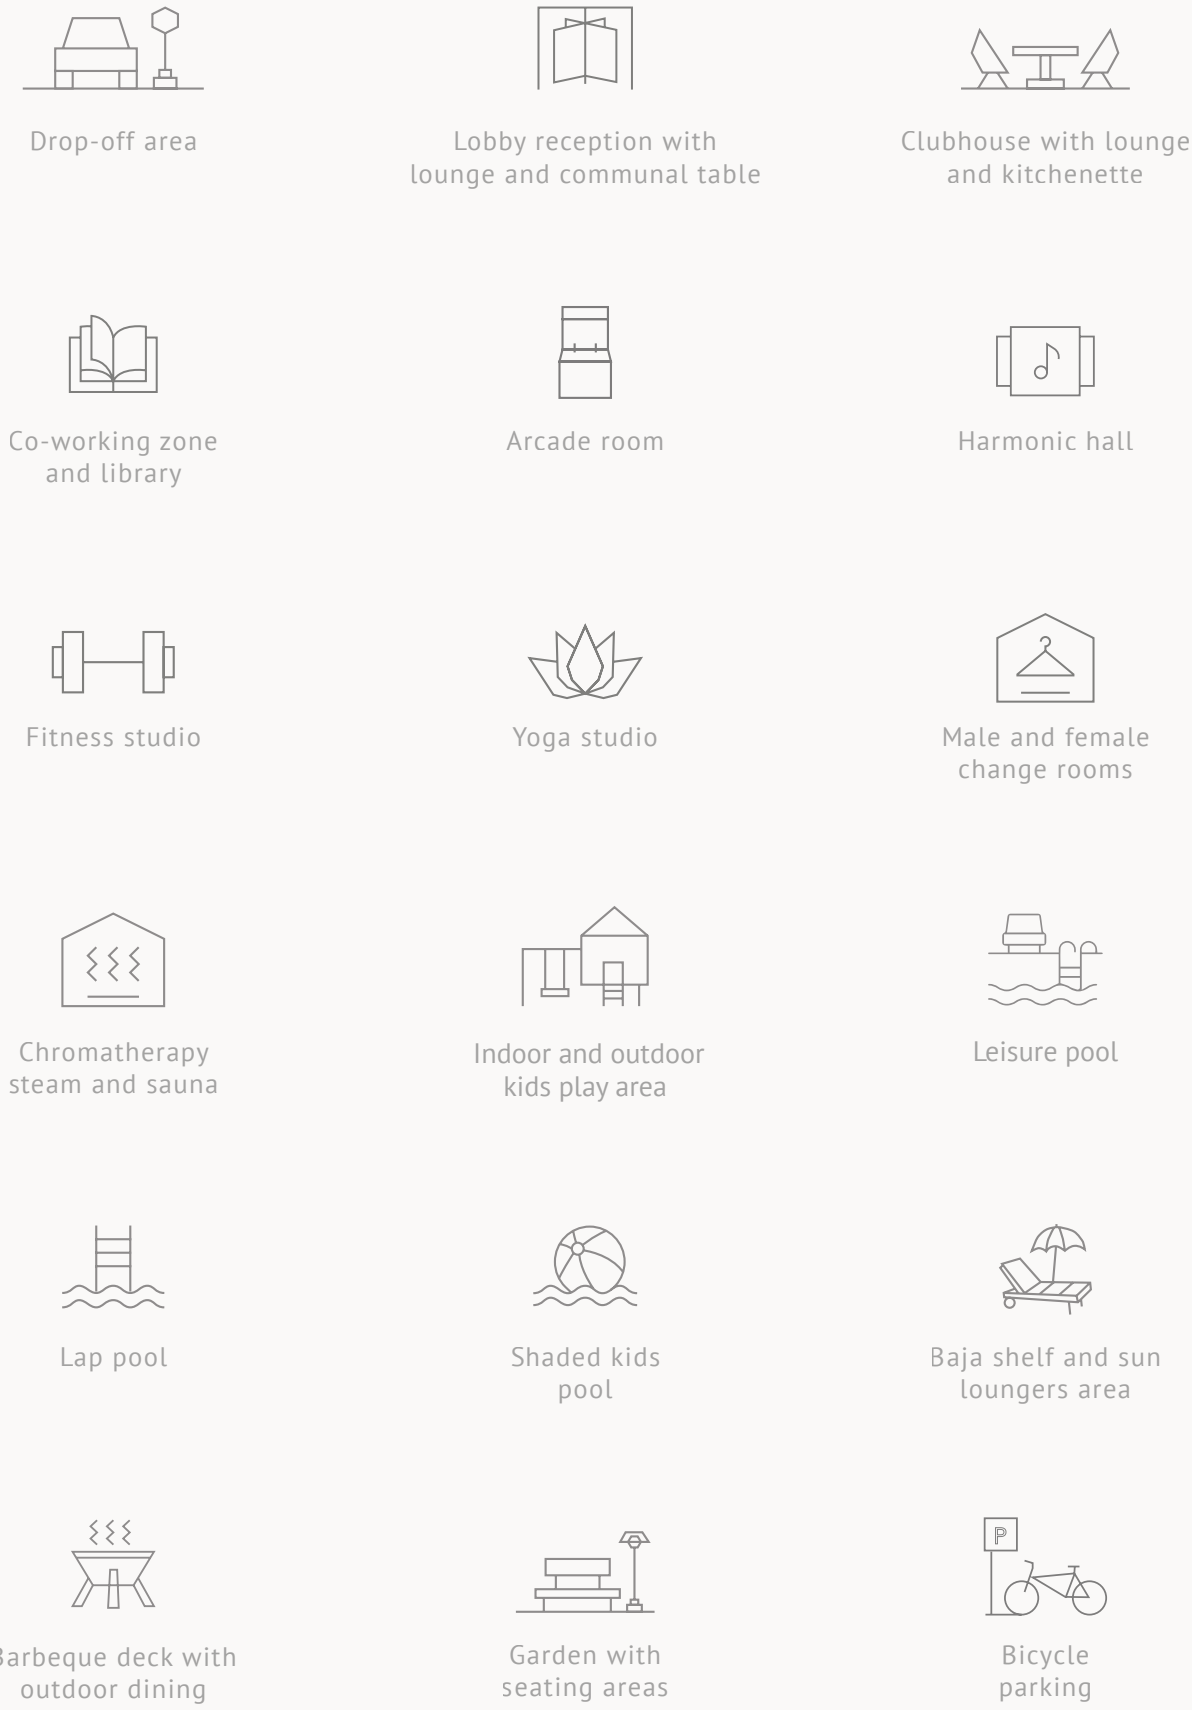 Drop-off area
Lobby reception with
lounge and communal table
Clubhouse with lounge
and kitchenette
Co-working zone
and library
Arcade room
Harmonic hall
Fitness studio
Yoga studio
Male and female
change rooms
Chromatherapy
steam and sauna
Indoor and outdoor
kids play area
Leisure pool
Lap pool
Shaded kids
pool
Baja shelf and sun
loungers area
Barbeque deck with
outdoor dining
Garden with
seating areas
P
Bicycle
parking